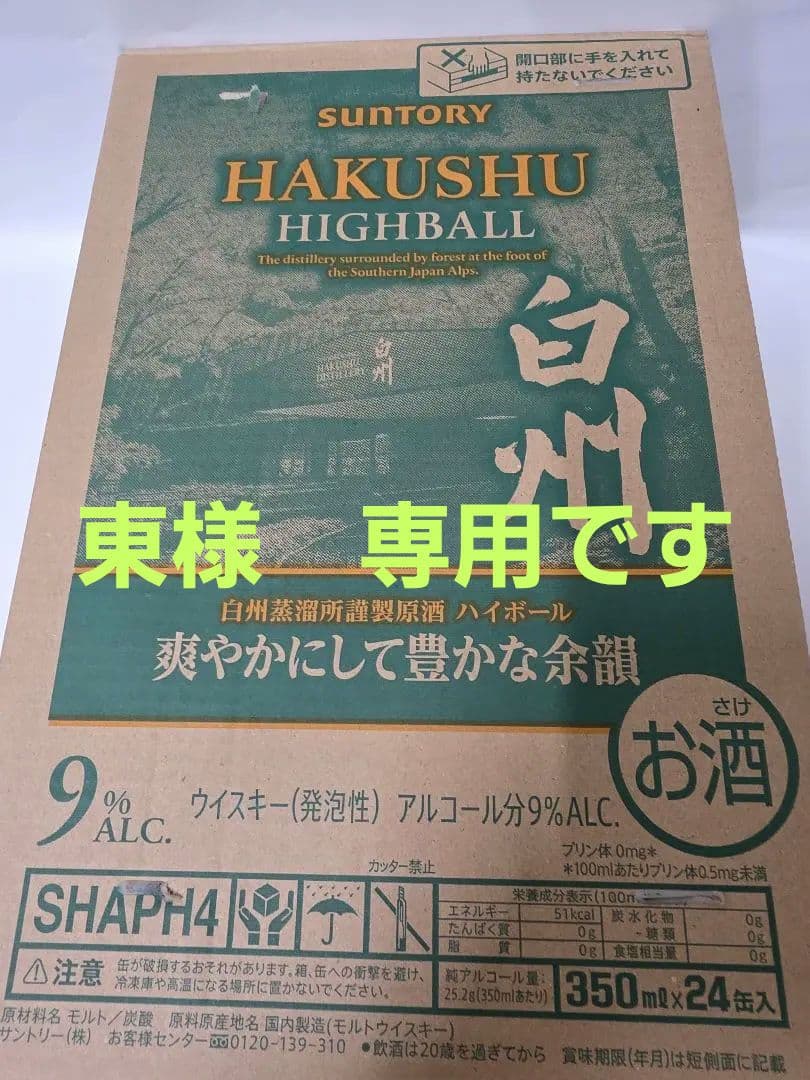 開口部に手を入れて
持たないでください
SUNTORY
HAKUSHU
HIGHBALL
The distillery surrounded by forest at the foot of
the Southern Japan Alps.
HAKUSHU
DISTILLERY
白州
白州
東様　専用です
白州蒸溜所謹製原酒 ハイボール
爽やかにして豊かな余韻
さけ
お酒
9%
ALC.
ウイスキー(発泡性) アルコール分9%ALC.
プリン体 0mg*
*100mlあたりプリン体0.5mg未満
カッター禁止
SHAPH4
栄養成分表示(100m
エネルギー 51kcal 炭水化物 0g
たんぱく質 0g -糖類 0g
脂質 0g 食塩相当量 0g
注意 缶が破損するおそれがあります。箱、缶への衝撃を避け、
冷凍庫や高温になる場所に置かないでください。
純アルコール量:
25.2g(350mlあたり)
350ml×24缶入
原材料名 モルト/炭酸 原料原産地名 国内製造(モルトウイスキー)
サントリー(株) お客様センター 0120-139-310 ●飲酒は20歳を過ぎてから 賞味期限(年月)は短側面に記載